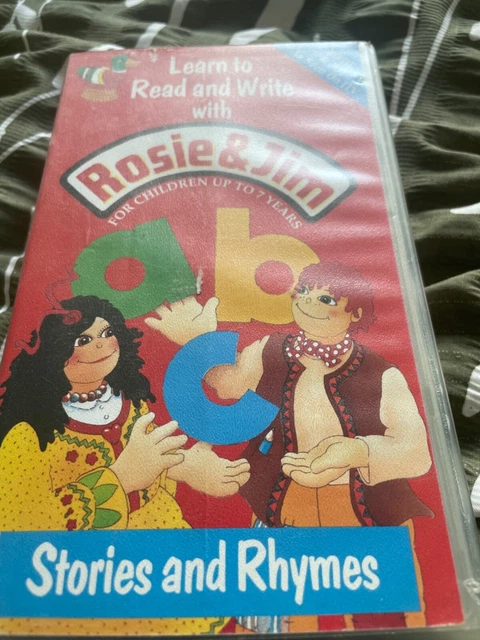 Learn to
Read and Write
with
Rosie & Jim
FOR CHILDREN UP TO 7 YEARS
a b
c
Stories and Rhymes